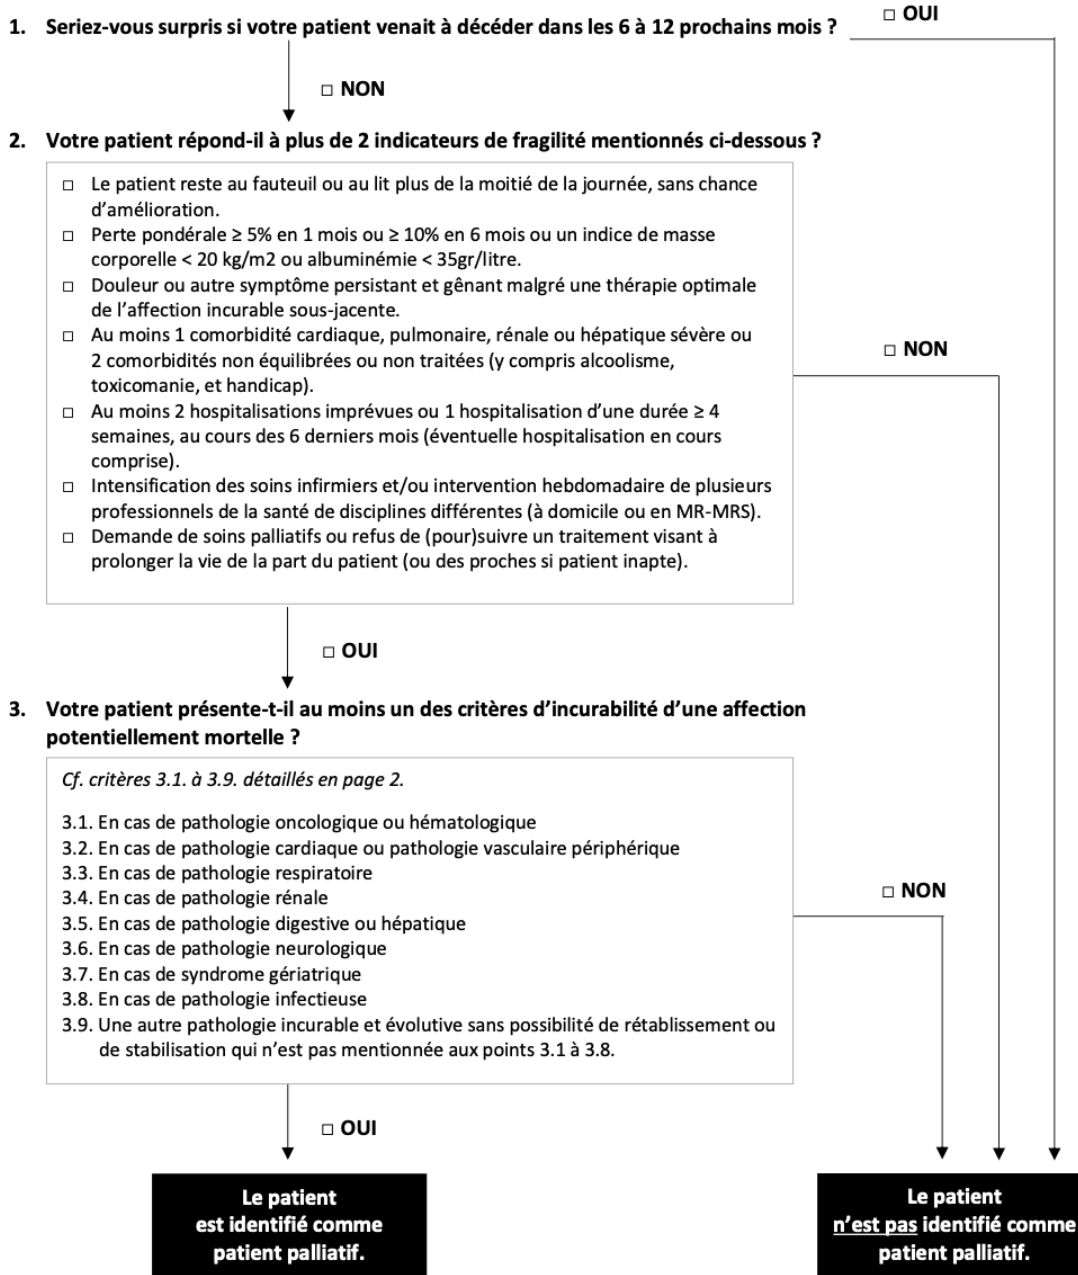 1. Seriez-vous surpris si votre patient venait à décéder dans les 6 à 12 prochains mois ?
□ OUI
□ NON
2. Votre patient répond-il à plus de 2 indicateurs de fragilité mentionnés ci-dessous ?
□ Le patient reste au fauteuil ou au lit plus de la moitié de la journée, sans chance
d’amélioration.
□ Perte pondérale ≥ 5% en 1 mois ou ≥ 10% en 6 mois ou un indice de masse
corporelle < 20 kg/m2 ou albuminémie < 35gr/litre.
□ Douleur ou autre symptôme persistant et gênant malgré une thérapie optimale
de l’affection incurable sous-jacente.
□ Au moins 1 comorbidité cardiaque, pulmonaire, rénale ou hépatique sévère ou
2 comorbidités non équilibrées ou non traitées (y compris alcoolisme,
toxicomanie, et handicap).
□ Au moins 2 hospitalisations imprévues ou 1 hospitalisation d’une durée ≥ 4
semaines, au cours des 6 derniers mois (éventuelle hospitalisation en cours
comprise).
□ Intensification des soins infirmiers et/ou intervention hebdomadaire de plusieurs
professionnels de la santé de disciplines différentes (à domicile ou en MR-MRS).
□ Demande de soins palliatifs ou refus de (pour)suivre un traitement visant à
prolonger la vie de la part du patient (ou des proches si patient inapte).
□ NON
□ OUI
3. Votre patient présente-t-il au moins un des critères d’incurabilité d’une affection
potentiellement mortelle ?
Cf. critères 3.1. à 3.9. détaillés en page 2.
3.1. En cas de pathologie oncologique ou hématologique
3.2. En cas de pathologie cardiaque ou pathologie vasculaire périphérique
3.3. En cas de pathologie respiratoire
3.4. En cas de pathologie rénale
3.5. En cas de pathologie digestive ou hépatique
3.6. En cas de pathologie neurologique
3.7. En cas de syndrome gériatrique
3.8. En cas de pathologie infectieuse
3.9. Une autre pathologie incurable et évolutive sans possibilité de rétablissement ou
de stabilisation qui n’est pas mentionnée aux points 3.1 à 3.8.
□ NON
□ OUI
Le patient
est identifié comme
patient palliatif.
Le patient
n’est pas identifié comme
patient palliatif.